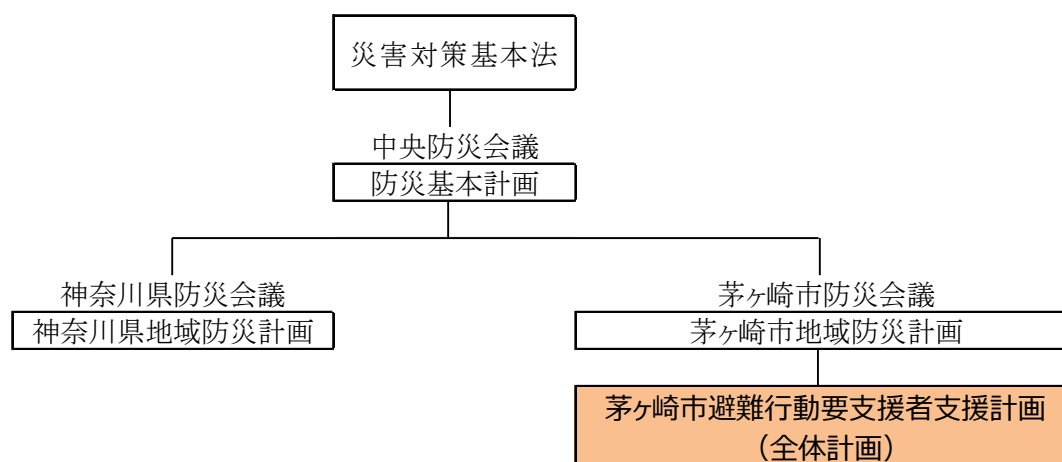 災害対策基本法
中央防災会議
防災基本計画
神奈川県防災会議
神奈川県地域防災計画
茅ヶ崎市防災会議
茅ヶ崎市地域防災計画
茅ヶ崎市避難行動要支援者支援計画
（全体計画）